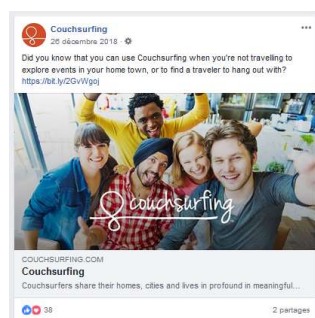 Couchsurfing
26 décembre 2018 ·
Did you know that you can use Couchsurfing when you're not travelling to
explore events in your home town, or to find a traveler to hang out with?
https://bit.ly/2GvWgoj
couchsurfing
COUCHSURFING.COM
Couchsurfing
Couchsurfers share their homes, cities and lives in profound in meaningful...
38 2 partages